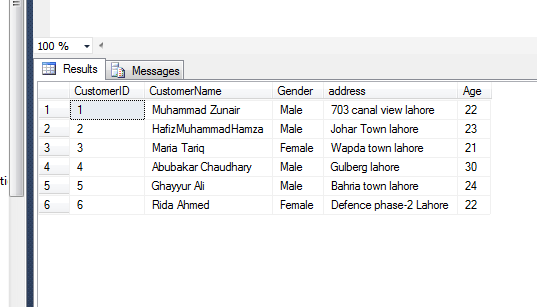 100 %
Results Messages
CustomerID CustomerName Gender address Age
1 1 Muhammad Zunair Male 703 canal view lahore 22
2 2 HafizMuhammadHamza Male Johar Town lahore 23
3 3 Maria Tariq Female Wapda town lahore 21
4 4 Abubakar Chaudhary Male Gulberg lahore 30
5 5 Ghayyur Ali Male Bahria town lahore 24
6 6 Rida Ahmed Female Defence phase-2 Lahore 22